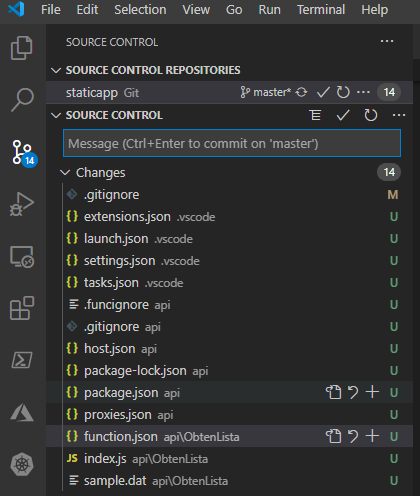 File Edit Selection View Go Run Terminal Help
SOURCE CONTROL ...
SOURCE CONTROL REPOSITORIES
staticapp Git master* ... 14
SOURCE CONTROL ...
14
Message (Ctrl+Enter to commit on 'master')
Changes 14
.gitignore M
{} extensions.json .vscode U
{} launch.json .vscode U
{} settings.json .vscode U
{} tasks.json .vscode U
.funcignore api U
.gitignore api U
{} host.json api U
{} package-lock.json api U
{} package.json api U
{} proxies.json api U
{} function.json api\ObtenLista U
JS index.js api\ObtenLista U
sample.dat api\ObtenLista U